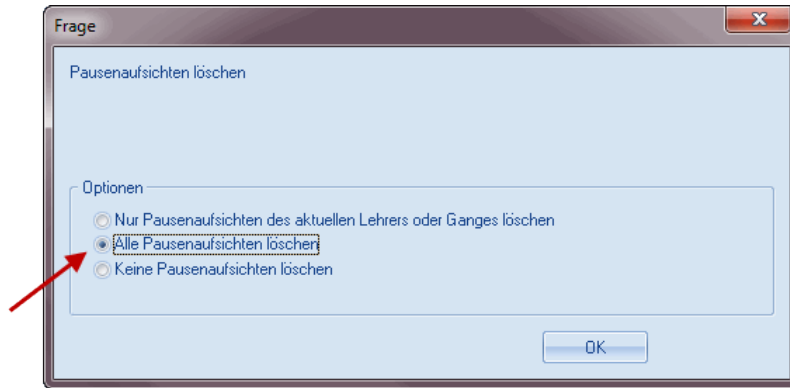 Frage
Pausenaufsichten löschen
Optionen
Nur Pausenaufsichten des aktuellen Lehrers oder Ganges löschen
Alle Pausenaufsichten löschen
Keine Pausenaufsichten löschen
OK